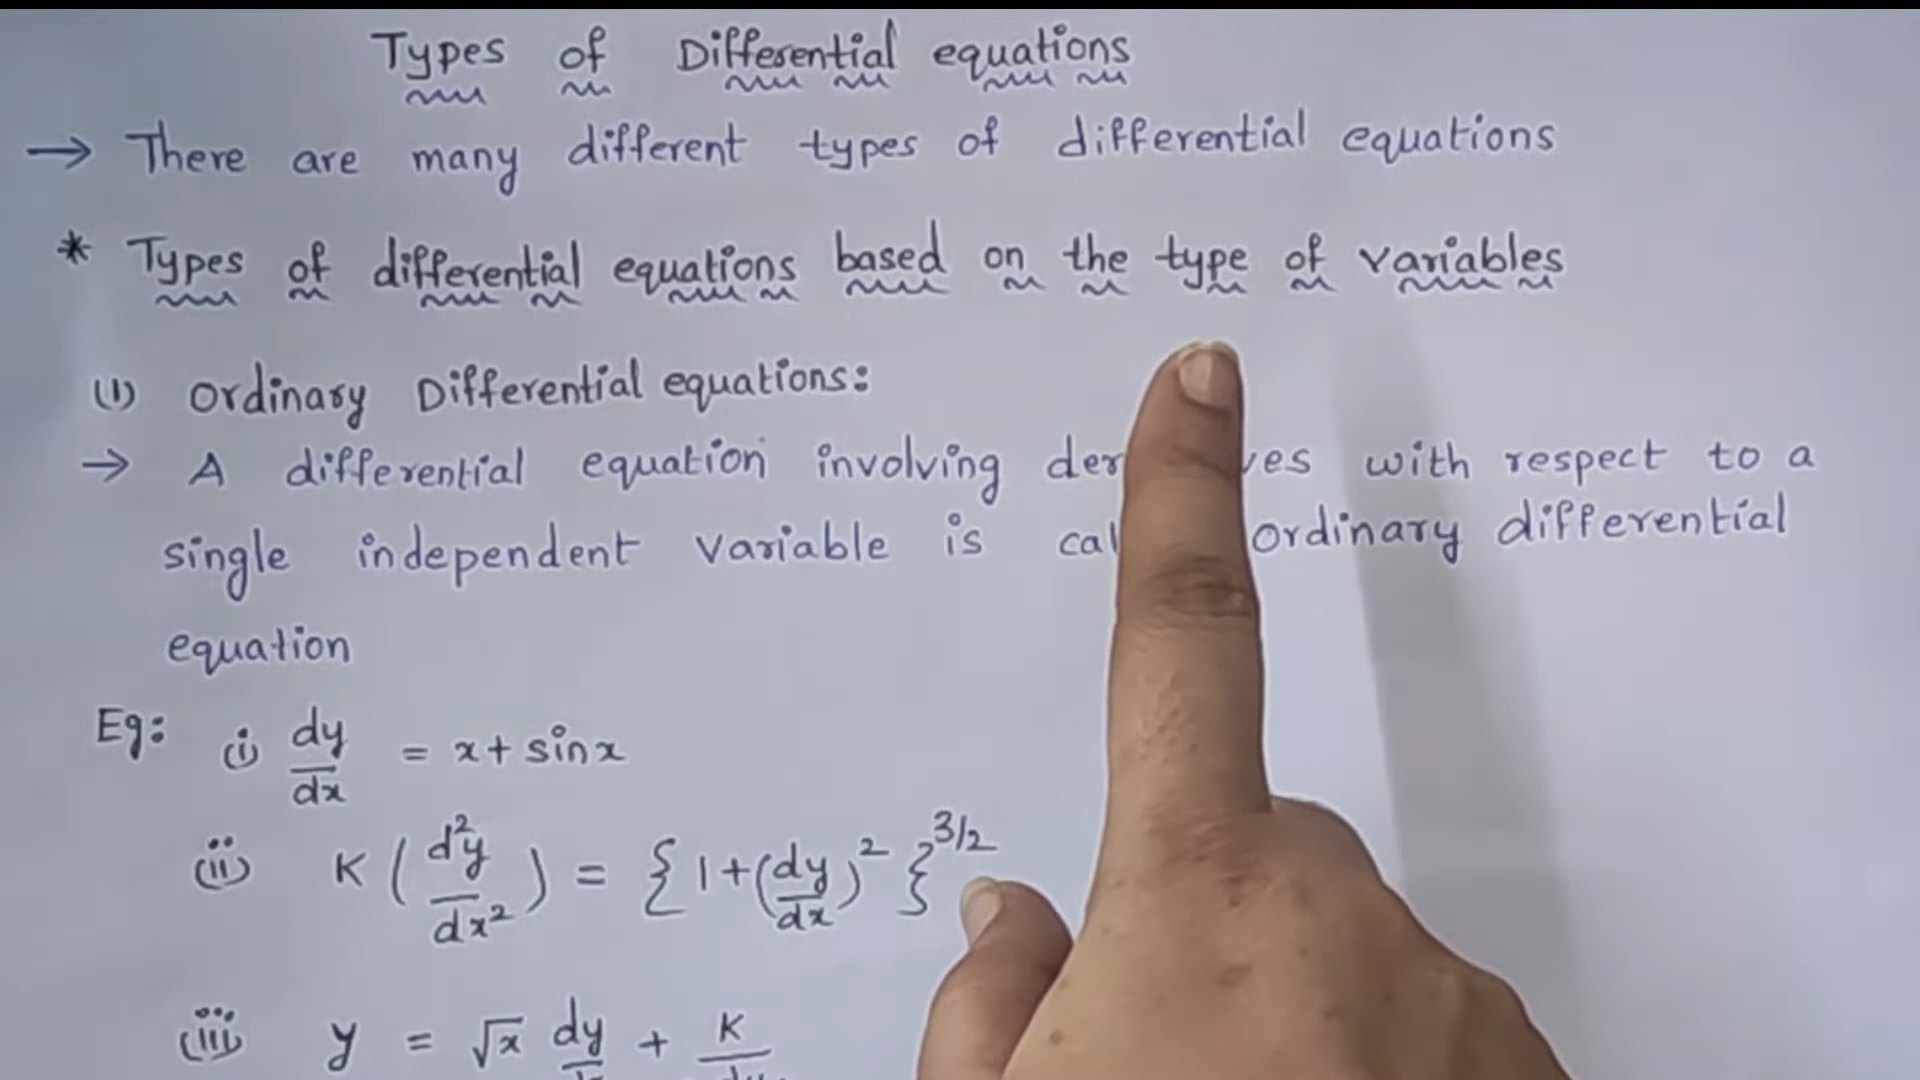 Types of Differential equations
→ There are many different types of differential equations
* Types of differential equations based on the type of variables
(1) Ordinary Differential equations:
→ A differential equation involving der ves with respect to a
single independent variable is cal ordinary differential
equation
Eg: (i) dy/dx = x + sinx
(ii) K (d²y/dx²) = {1+(dy/dx)²}^3/2
(iii) y = √x dy + K